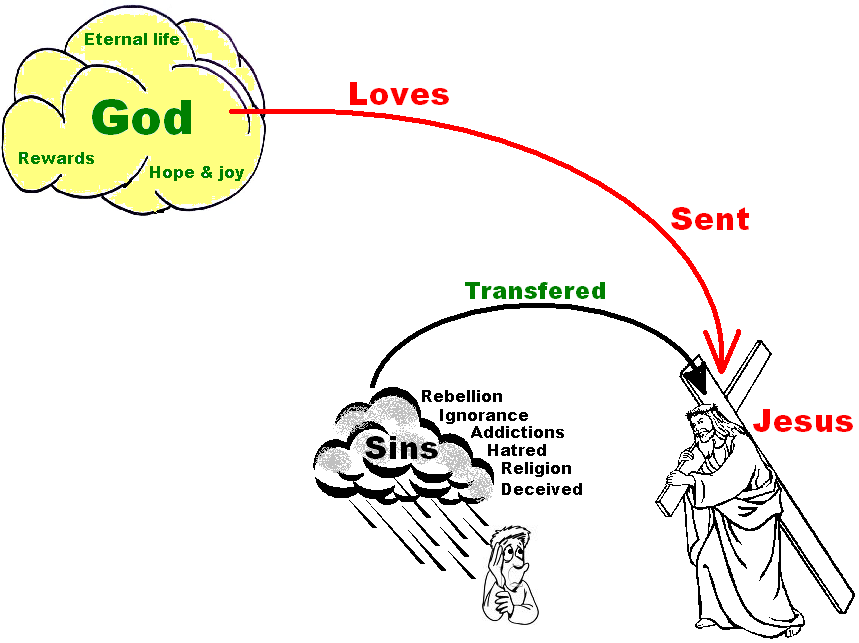 Eternal life
God
Rewards
Hope & joy
Loves
Sent
Transfered
Rebellion
Ignorance
Addictions
Hatred
Religion
Deceived
Sins
Jesus